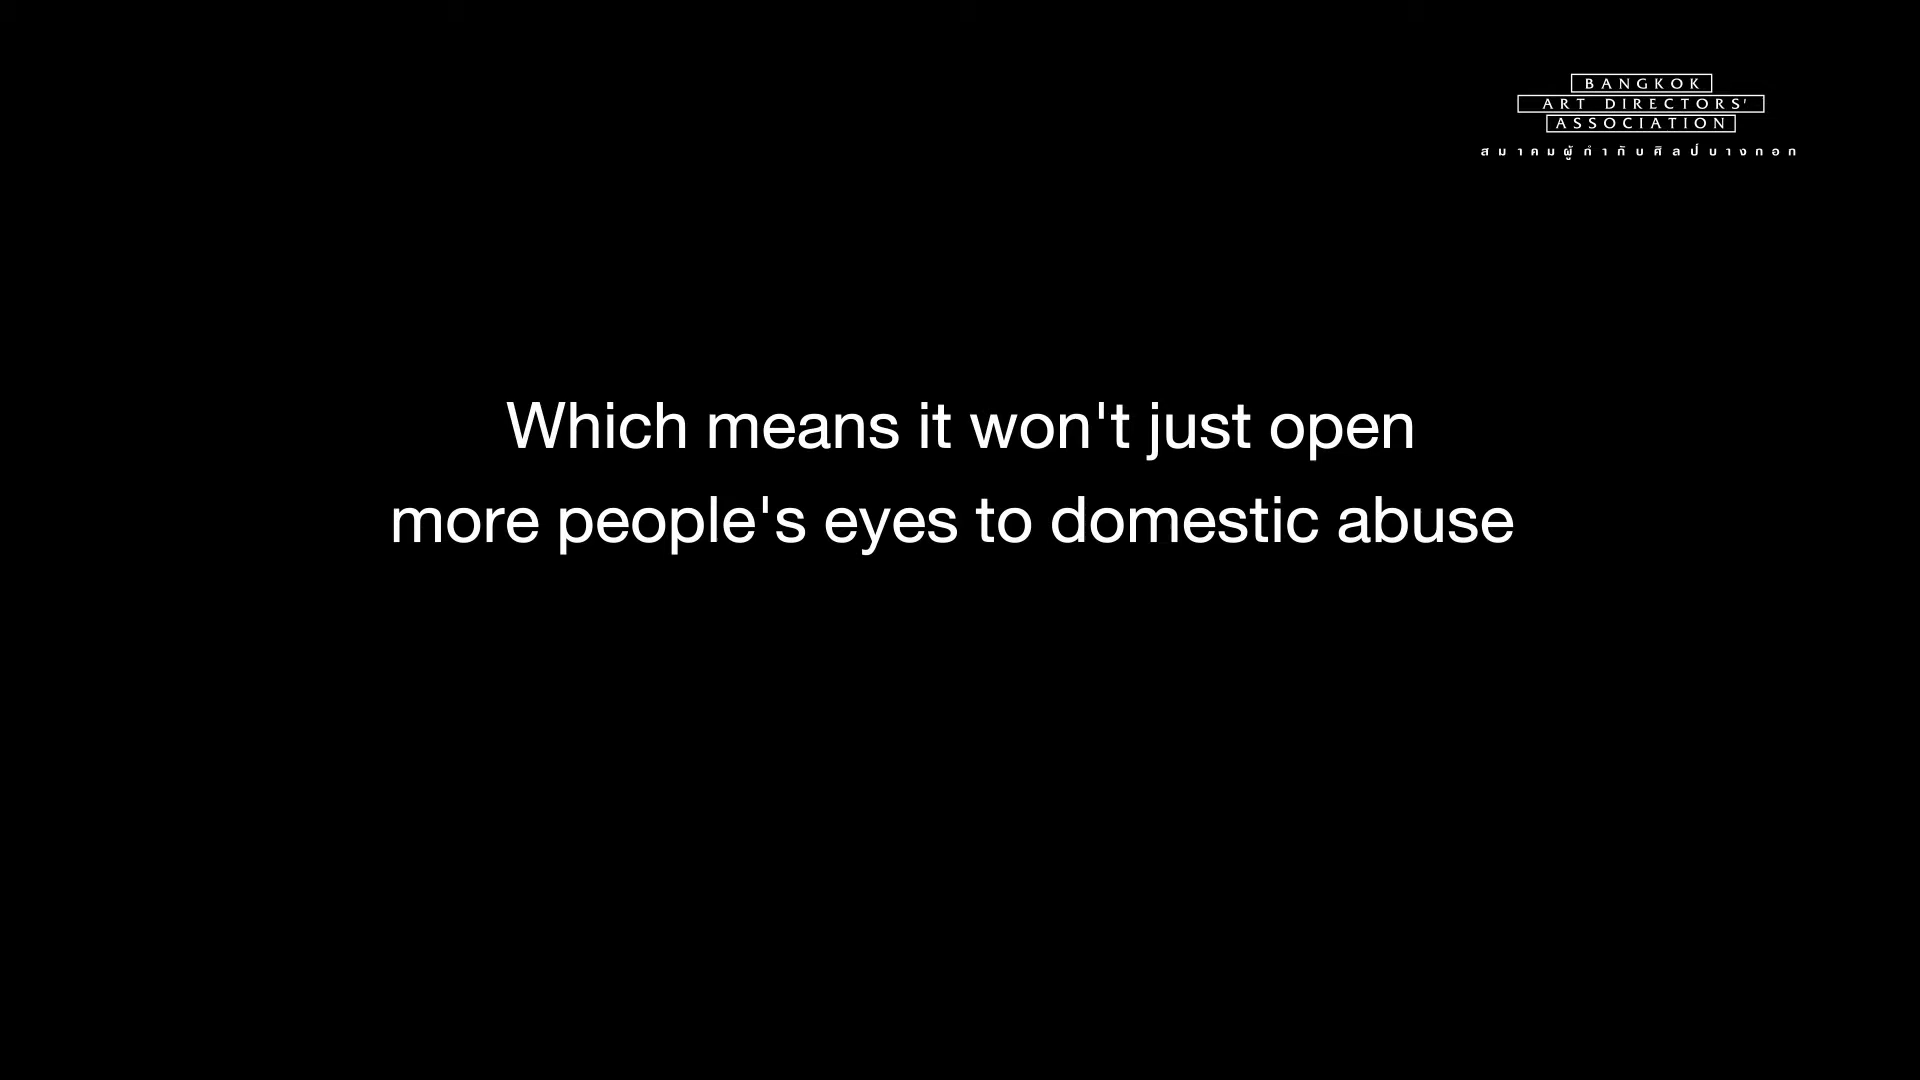 BANGKOK
ART DIRECTORS'
ASSOCIATION
สมาคมผู้กำกับศิลป์บางกอก
Which means it won't just open
more people's eyes to domestic abuse